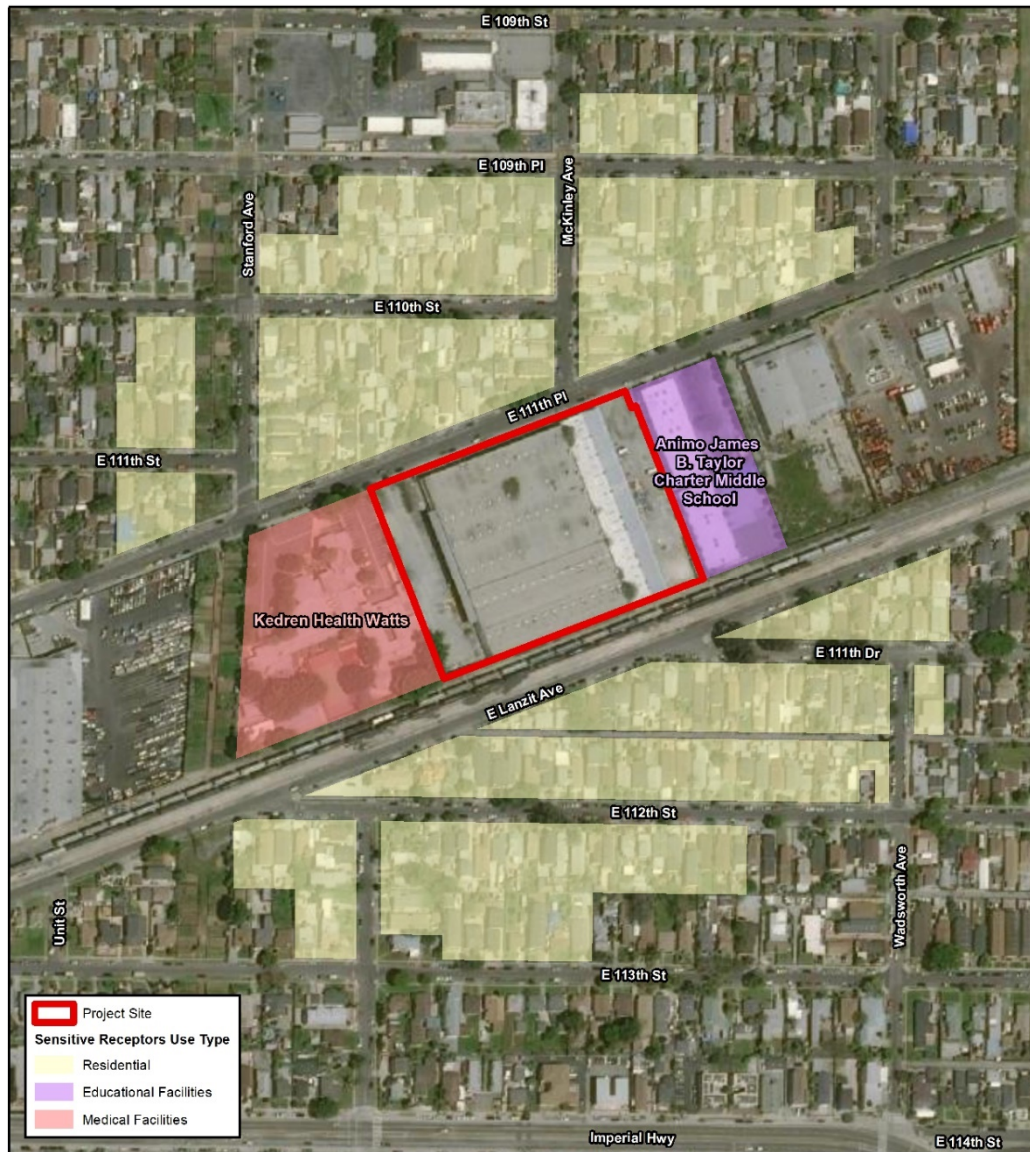 E 109th St
E 109th Pl
McKinley Ave
Stanford Ave
E 110th St
E 111th Pl
E 111th St
Animo James
B. Taylor
Charter Middle
School
Kedren Health Watts
E 111th Dr
E Lanzit Ave
E 112th St
Wadsworth Ave
Unit St
E 113th St
Project Site
Sensitive Receptors Use Type
Residential
Educational Facilities
Medical Facilities
Imperial Hwy
E 114th St